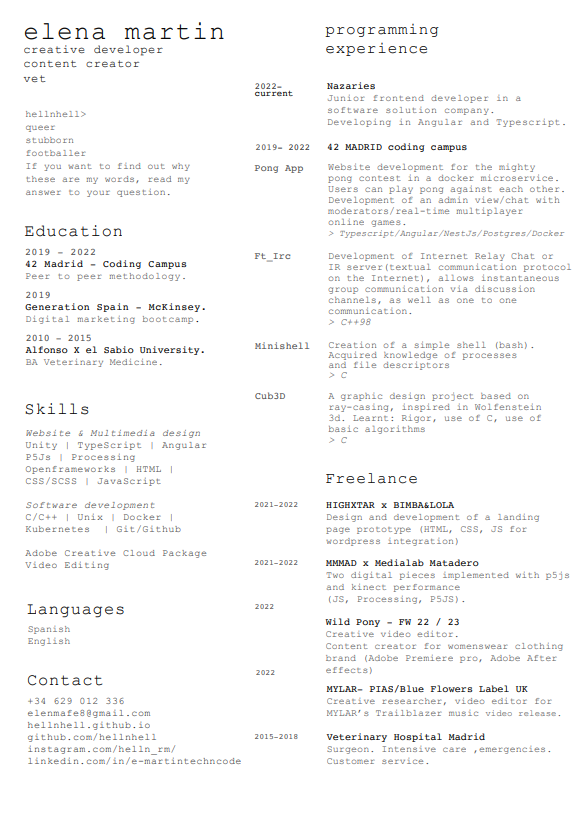 elena martin
creative developer
content creator
vet
hellnhell>
queer
stubborn
footballer
If you want to find out why
these are my words, read my
answer to your question.
Education
2019 - 2022
42 Madrid - Coding Campus
Peer to peer methodology.
2019
Generation Spain - McKinsey.
Digital marketing bootcamp.
2010 - 2015
Alfonso X el Sabio University.
BA Veterinary Medicine.
Skills
Website & Multimedia design
Unity | TypeScript | Angular
P5Js | Processing
Openframeworks | HTML |
CSS/SCSS | JavaScript
Software development
C/C++ | Unix | Docker |
Kubernetes | Git/Github
Adobe Creative Cloud Package
Video Editing
Languages
Spanish
English
Contact
+34 629 012 336
elenmafe8@gmail.com
hellnhell.github.io
github.com/hellnhell
instagram.com/helln_rm/
linkedin.com/in/e-martintechncode
programming
experience
2022-
current
Nazaries
Junior frontend developer in a
software solution company.
Developing in Angular and Typescript.
2019- 2022 42 MADRID coding campus
Pong App
Website development for the mighty
pong contest in a docker microservice.
Users can play pong against each other.
Development of an admin view/chat with
moderators/real-time multiplayer
online games.
> Typescript/Angular/NestJs/Postgres/Docker
Ft_Irc
Development of Internet Relay Chat or
IR server(textual communication protocol
on the Internet), allows instantaneous
group communication via discussion
channels, as well as one to one
communication.
> C++98
Minishell
Creation of a simple shell (bash).
Acquired knowledge of processes
and file descriptors
> C
Cub3D
A graphic design project based on
ray-casing, inspired in Wolfenstein
3d. Learnt: Rigor, use of C, use of
basic algorithms
> C
Freelance
2021-2022 HIGHXTAR x BIMBA&LOLA
Design and development of a landing
page prototype (HTML, CSS, JS for
wordpress integration)
2021-2022 MMMAD x Medialab Matadero
Two digital pieces implemented with p5js
and kinect performance
(JS, Processing, P5JS).
2022
Wild Pony - FW 22 / 23
Creative video editor.
Content creator for womenswear clothing
brand (Adobe Premiere pro, Adobe After
effects)
2022
MYLAR- PIAS/Blue Flowers Label UK
Creative researcher, video editor for
MYLAR's Trailblazer music video release.
2015-2018 Veterinary Hospital Madrid
Surgeon. Intensive care ,emergencies.
Customer service.